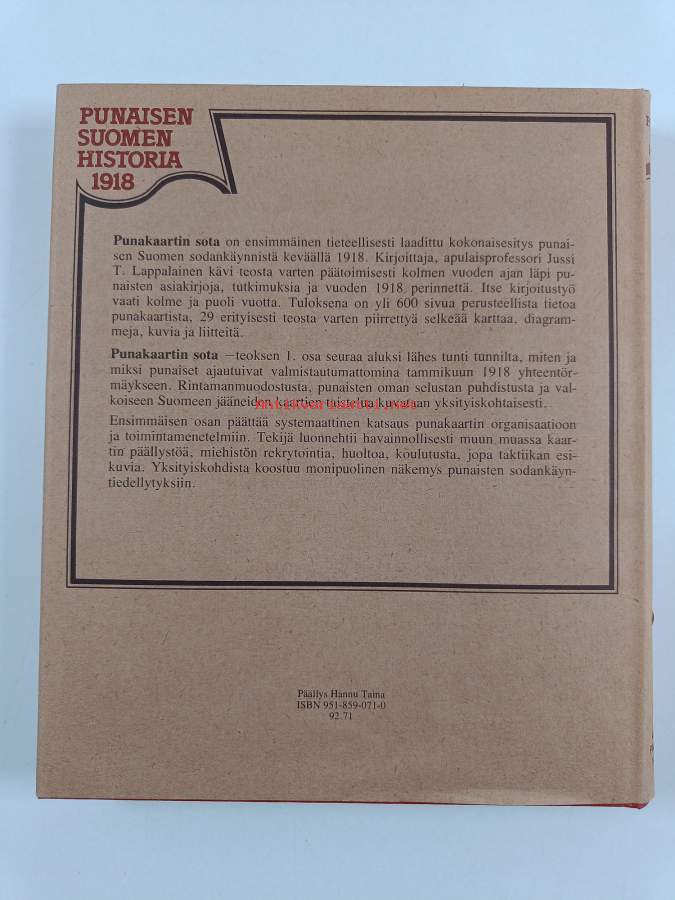 PUNAISEN
SUOMEN
HISTORIA
1918
Punakaartin sota on ensimmäinen tieteellisesti laadittu kokonaisesitys punai-
sen Suomen sodankäynnistä keväällä 1918. Kirjoittaja, apulaisprofessori Jussi
T. Lappalainen kävi teosta varten päätoimisesti kolmen vuoden ajan läpi pu-
naisten asiakirjoja, tutkimuksia ja vuoden 1918 perinnettä. Itse kirjoitustyö
vaati kolme ja puoli vuotta. Tuloksena on yli 600 sivua perusteellista tietoa
punakaartista, 29 erityisesti teosta varten piirrettyä selkeää karttaa, diagram-
meja, kuvia ja liitteitä.
Punakaartin sota —teoksen 1. osa seuraa aluksi lähes tunti tunnilta, miten ja
miksi punaiset ajautuivat valmistautumattomina tammikuun 1918 yhteentör-
mäykseen. Rintamanmuodostusta, punaisten oman selustan puhdistusta ja val-
koiseen Suomeen jääneiden kaartien taistelua kuvataan yksityiskohtaisesti.
Ensimmäisen osan päättää systemaattinen katsaus punakaartin organisaatioon
ja toimintamenetelmiin. Tekijä luonnehtii havainnollisesti muun muassa kaar-
tin päällystöä, miehistön rekrytointia, huoltoa, koulutusta, jopa taktiikan esi-
kuvia. Yksityiskohdista koostuu monipuolinen näkemys punaisten sodankäyn-
tiedellytyksiin.
Päällys Hannu Taina
ISBN 951-859-071-0
92.71